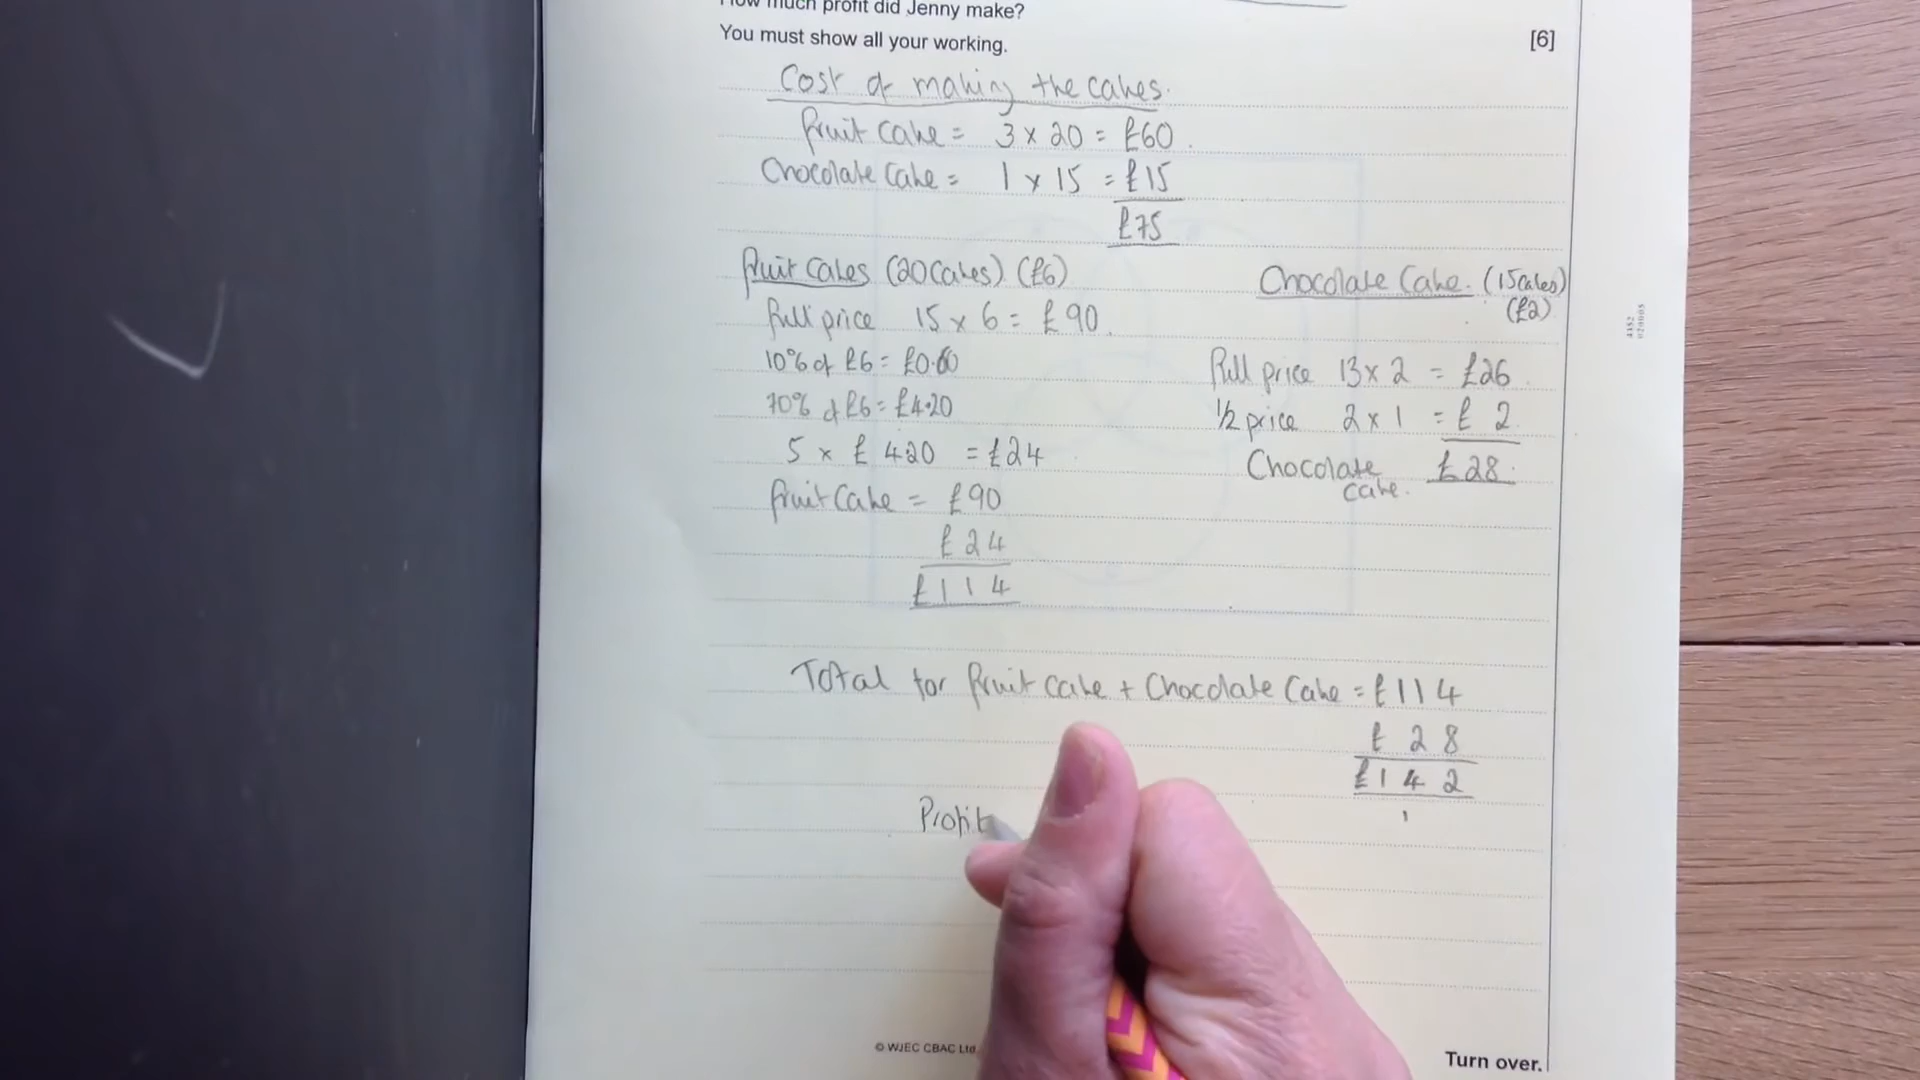 How much profit did Jenny make?
You must show all your working. [6]
Cost of making the cakes.
fruit cake = 3 x 20 = £60.
Chocolate Cake = 1 x 15 = £15
£75
fruit cakes (20 cakes) (£6)
full price 15 x 6 = £90.
10% of £6 = £0.60
70% of £6 = £4.20
5 x £ 4.20 = £24
fruit Cake = £90
£24
£114
Chocolate Cake. (15 cakes)
(£2)
full price 13 x 2 = £26
1/2 price 2 x 1 = £ 2
Chocolate £28.
cake.
Total for fruit cake + Chocolate Cake = £114
£ 28
£142
1
Profit
© WJEC CBAC Ltd.
Turn over.